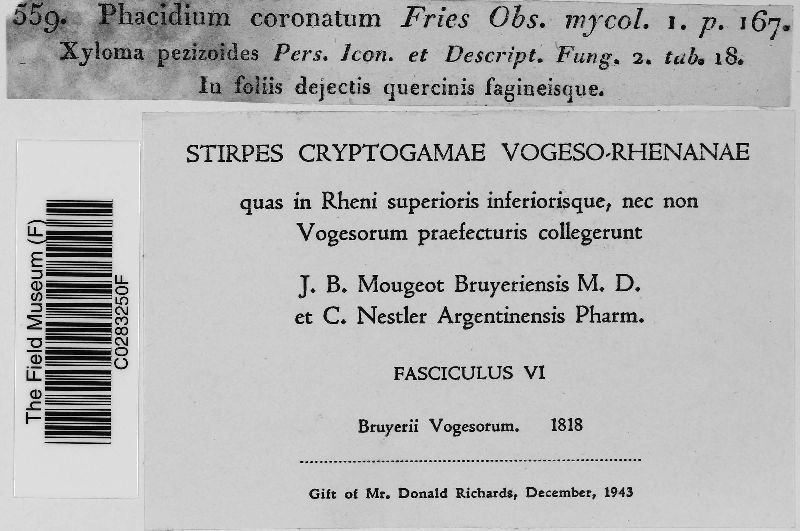 559. Phacidium coronatum Fries Obs. mycol. 1. p. 167.
Xyloma pezizoides Pers. Icon. et Descript. Fung. 2. tab. 18.
In foliis dejectis quercinis fagineisque.
STIRPES CRYPTOGAMAE VOGESO-RHENANAE
quas in Rheni superioris inferiorisque, nec non
Vogesorum praefecturis collegerunt
J. B. Mougeot Bruyeriensis M. D.
et C. Nestler Argentinensis Pharm.
FASCICULUS VI
Bruyerii Vogesorum. 1818
Gift of Mr. Donald Richards, December, 1943
The Field Museum (F)
C0283250F